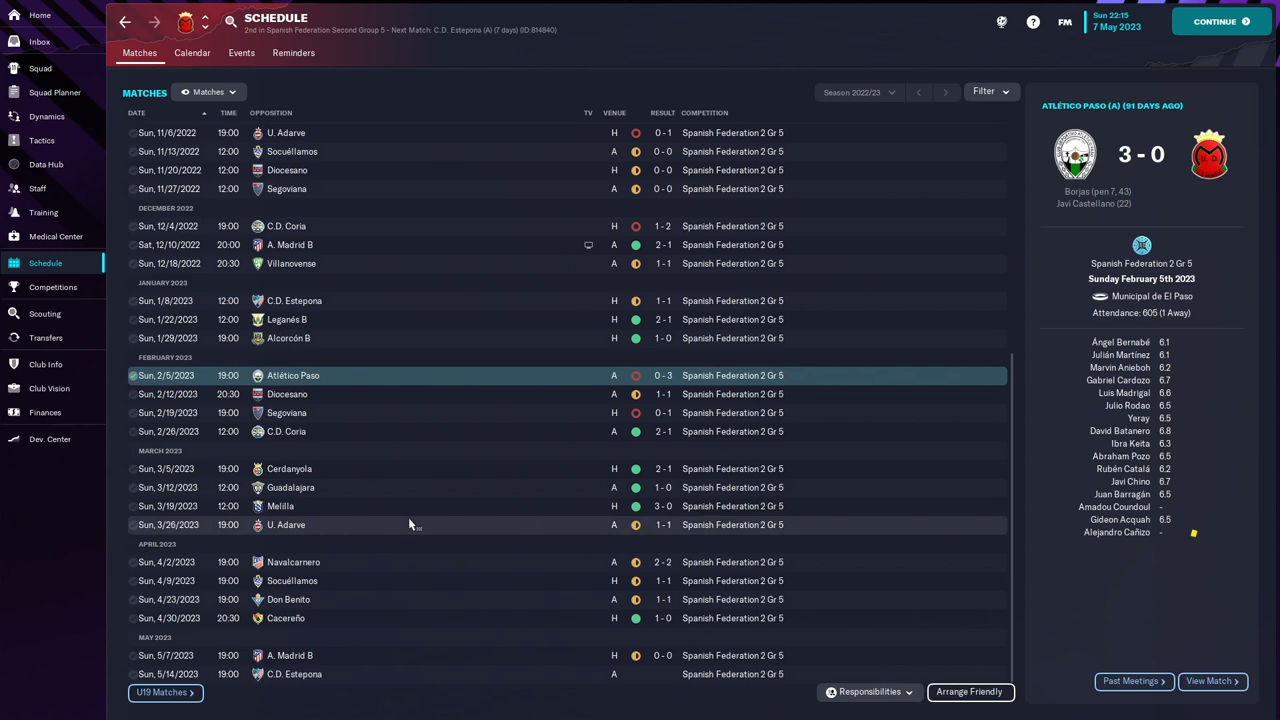 Home
SCHEDULE
2nd in Spanish Federation Second Group 5 - Next Match: C.D. Estepona (A) (7 days) (ID:814840)
FM
Sun 22:15
7 May 2023
CONTINUE
Inbox
Matches Calendar Events Reminders
Squad
Squad Planner
Dynamics
Tactics
Data Hub
Staff
Training
Medical Center
Schedule
Competitions
Scouting
Transfers
Club Info
Club Vision
Finances
Dev. Center
MATCHES Matches Season 2022/23 Filter
DATE TIME OPPOSITION TV VENUE RESULT COMPETITION
Sun, 11/6/2022 19:00 U. Adarve H 0 - 1 Spanish Federation 2 Gr 5
Sun, 11/13/2022 12:00 Socuéllamos A 0 - 0 Spanish Federation 2 Gr 5
Sun, 11/20/2022 12:00 Diocesano H 0 - 0 Spanish Federation 2 Gr 5
Sun, 11/27/2022 12:00 Segoviana A 0 - 0 Spanish Federation 2 Gr 5
DECEMBER 2022
Sun, 12/4/2022 19:00 C.D. Coria H 1 - 2 Spanish Federation 2 Gr 5
Sat, 12/10/2022 20:00 A. Madrid B A 2 - 1 Spanish Federation 2 Gr 5
Sun, 12/18/2022 20:30 Villanovense A 1 - 1 Spanish Federation 2 Gr 5
JANUARY 2023
Sun, 1/8/2023 12:00 C.D. Estepona H 1 - 1 Spanish Federation 2 Gr 5
Sun, 1/22/2023 12:00 Leganés B H 2 - 1 Spanish Federation 2 Gr 5
Sun, 1/29/2023 19:00 Alcorcón B H 1 - 0 Spanish Federation 2 Gr 5
FEBRUARY 2023
Sun, 2/5/2023 19:00 Atlético Paso A 0 - 3 Spanish Federation 2 Gr 5
Sun, 2/12/2023 20:30 Diocesano A 1 - 1 Spanish Federation 2 Gr 5
Sun, 2/19/2023 19:00 Segoviana H 0 - 1 Spanish Federation 2 Gr 5
Sun, 2/26/2023 12:00 C.D. Coria A 2 - 1 Spanish Federation 2 Gr 5
MARCH 2023
Sun, 3/5/2023 19:00 Cerdanyola H 2 - 1 Spanish Federation 2 Gr 5
Sun, 3/12/2023 12:00 Guadalajara A 1 - 0 Spanish Federation 2 Gr 5
Sun, 3/19/2023 12:00 Melilla H 3 - 0 Spanish Federation 2 Gr 5
Sun, 3/26/2023 19:00 U. Adarve A 1 - 1 Spanish Federation 2 Gr 5
APRIL 2023
Sun, 4/2/2023 19:00 Navalcarnero A 2 - 2 Spanish Federation 2 Gr 5
Sun, 4/9/2023 19:00 Socuéllamos H 1 - 1 Spanish Federation 2 Gr 5
Sun, 4/23/2023 19:00 Don Benito A 1 - 1 Spanish Federation 2 Gr 5
Sun, 4/30/2023 20:30 Cacereño H 1 - 0 Spanish Federation 2 Gr 5
MAY 2023
Sun, 5/7/2023 19:00 A. Madrid B H 0 - 0 Spanish Federation 2 Gr 5
Sun, 5/14/2023 19:00 C.D. Estepona A Spanish Federation 2 Gr 5
U19 Matches Responsibilities Arrange Friendly
ATLÉTICO PASO (A) (91 DAYS AGO)
3 - 0
Borjas (pen 7, 43)
Javi Castellano (22)
Spanish Federation 2 Gr 5
Sunday February 5th 2023
Municipal de El Paso
Attendance: 605 (1 Away)
Ángel Bernabé 6.1
Julián Martínez 6.1
Marvin Anieboh 6.2
Gabriel Cardozo 6.7
Luis Madrigal 6.6
Julio Rodao 6.5
Yeray 6.5
David Batanero 6.8
Ibra Keita 6.3
Abraham Pozo 6.5
Rubén Catalá 6.2
Javi Chino 6.7
Juan Barragán 6.5
Amadou Coundoul -
Gideon Acquah 6.5
Alejandro Cañizo -
Past Meetings View Match